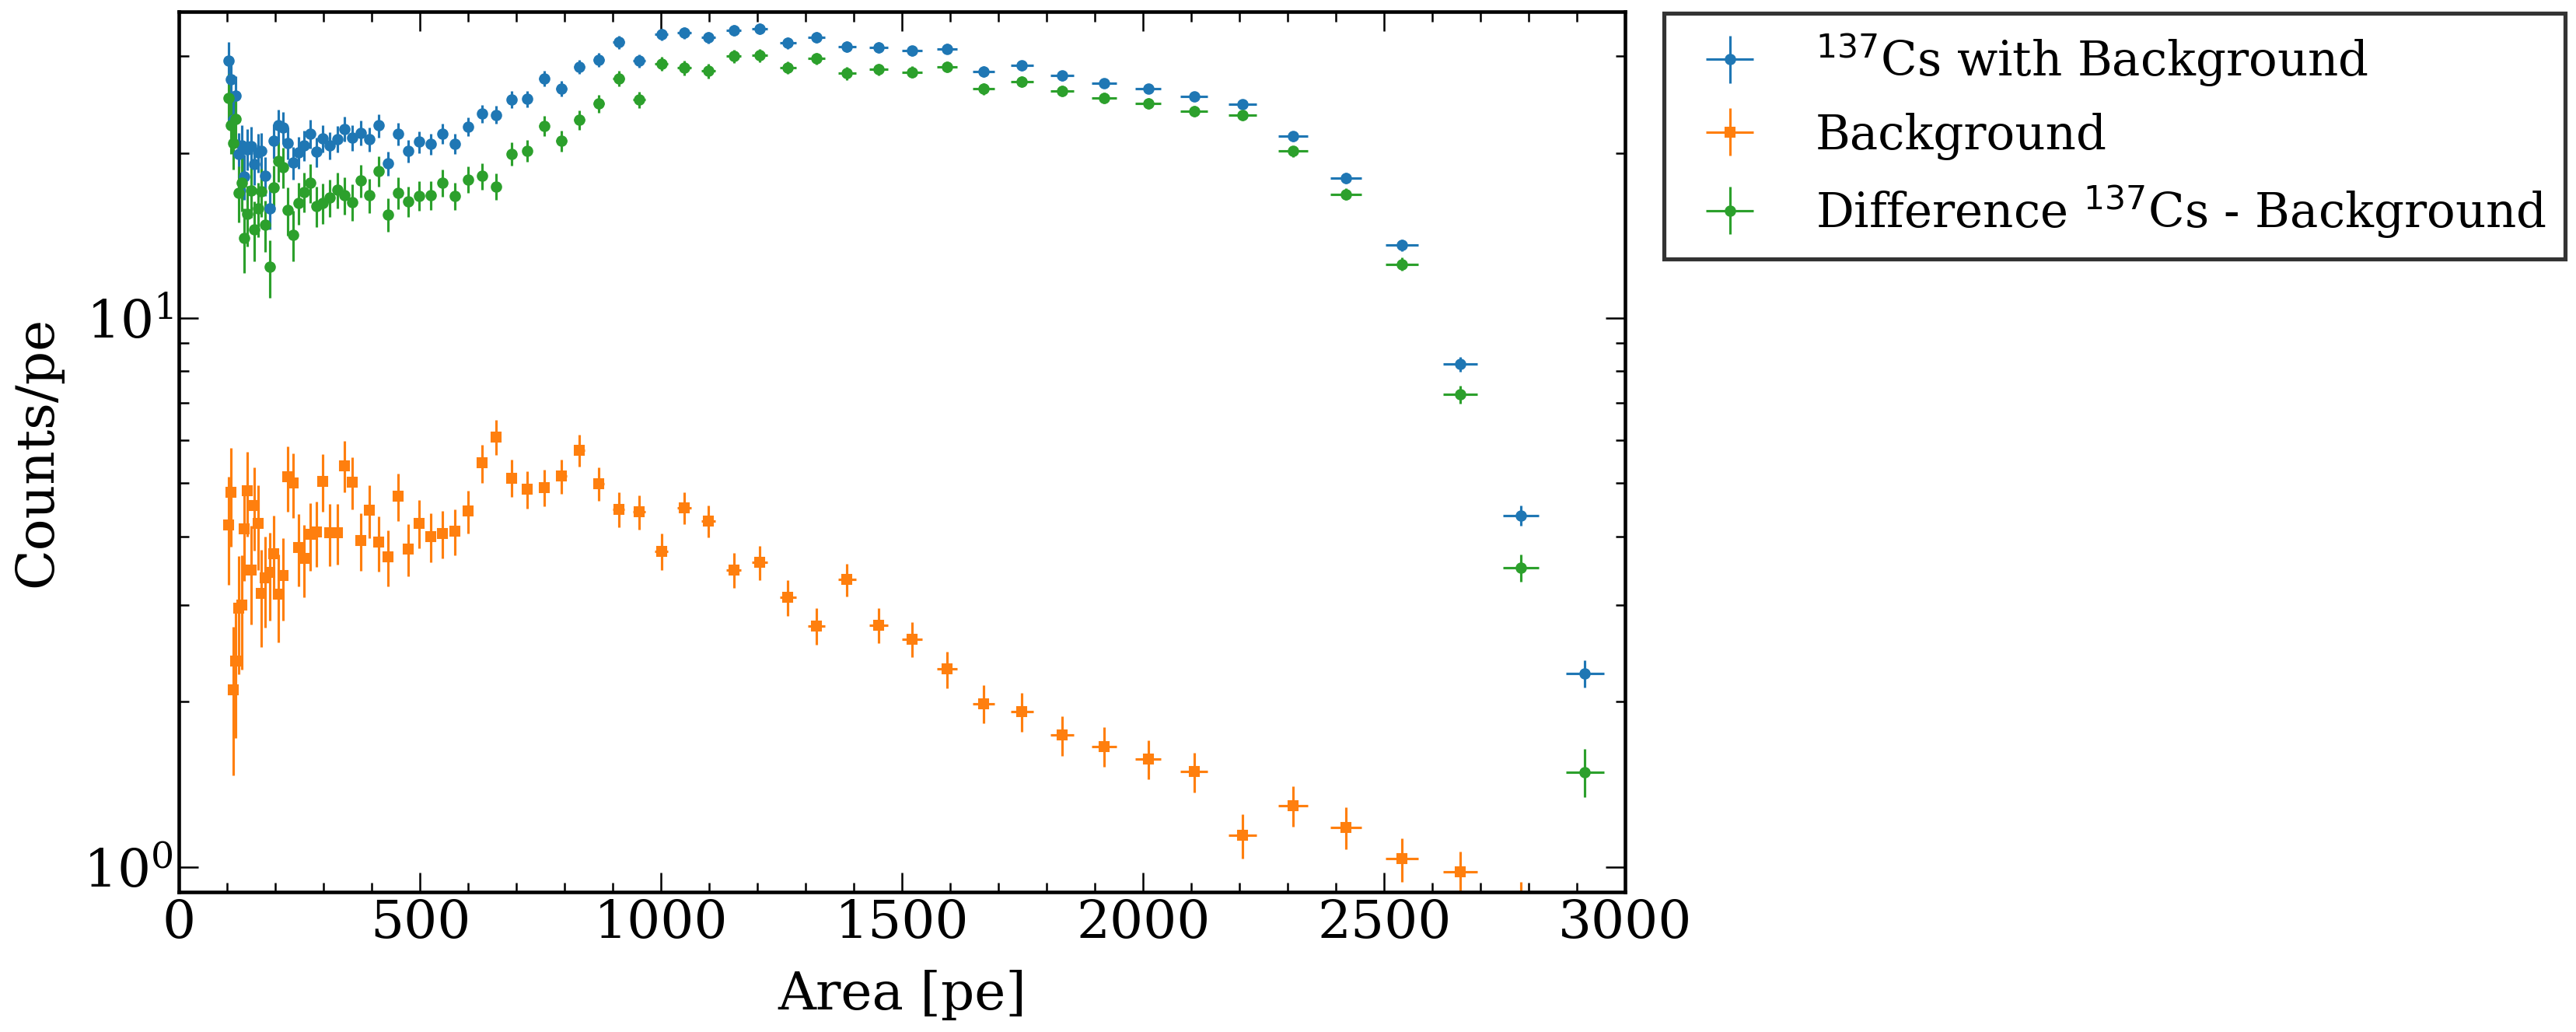 ¹³⁷Cs with Background
Background
Difference ¹³⁷Cs - Background
Counts/pe
10¹
10⁰
0 500 1000 1500 2000 2500 3000
Area [pe]